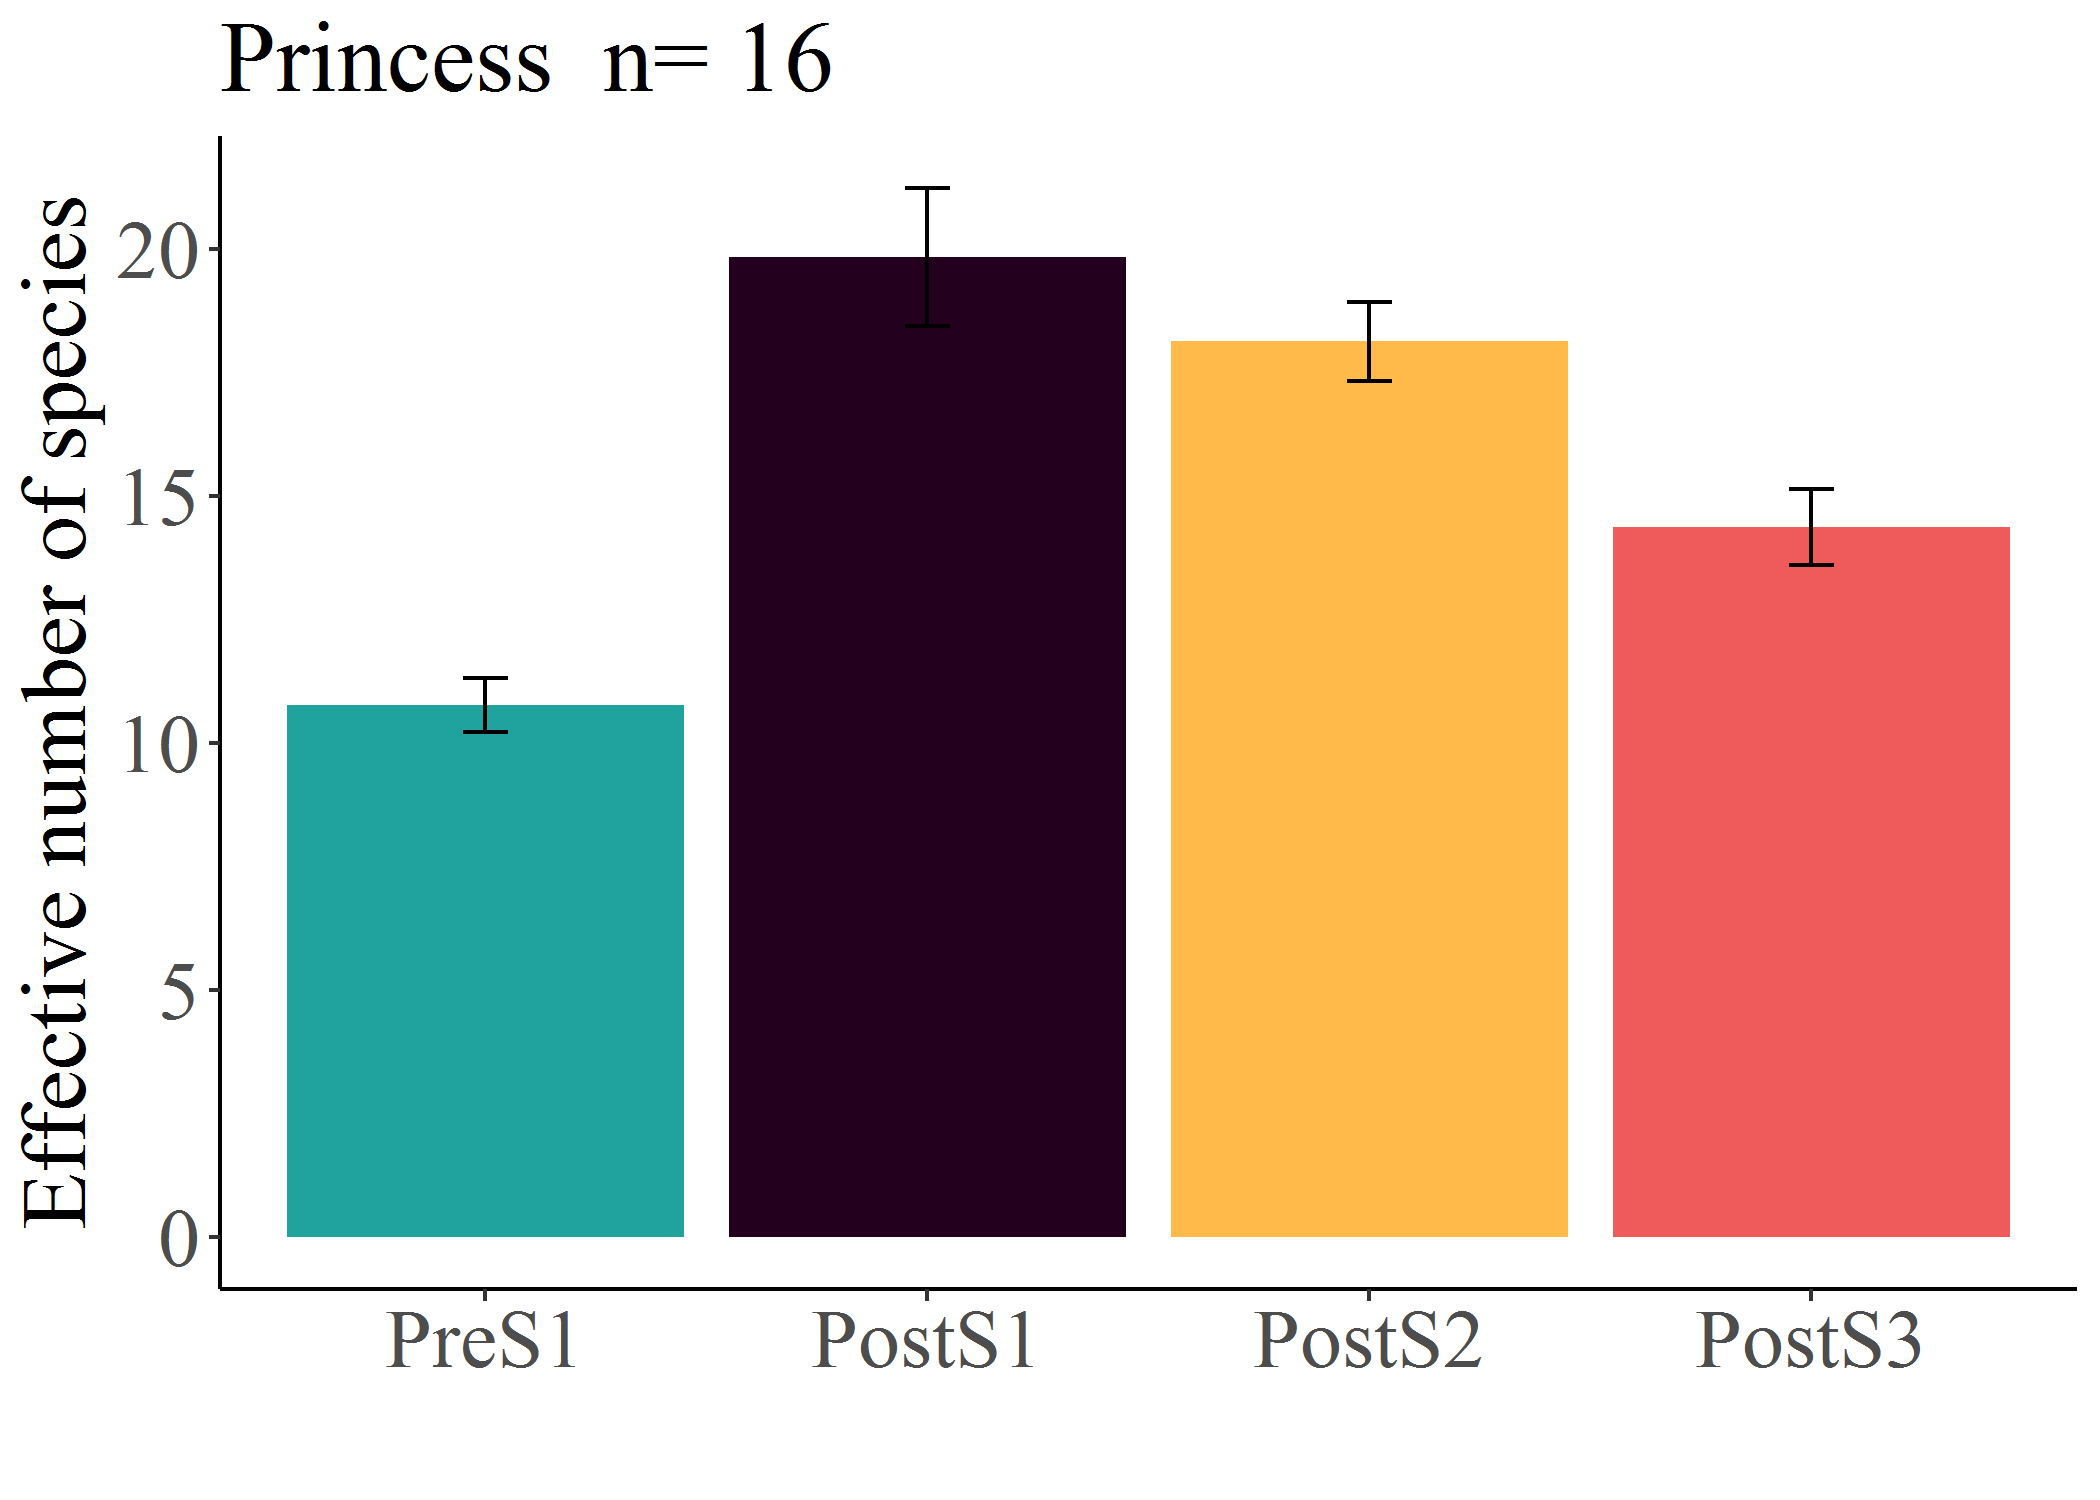 Princess  n= 16
Effective number of species
20
15
10
5
0
PreS1 PostS1 PostS2 PostS3